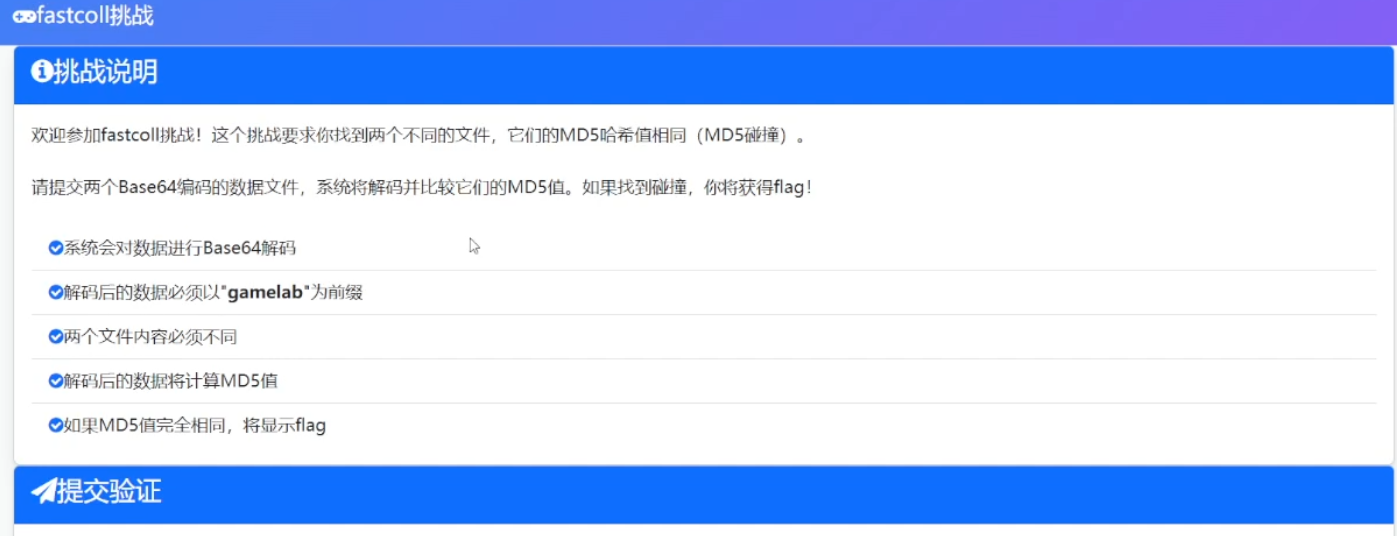 fastcoll挑战
挑战说明
欢迎参加fastcoll挑战！这个挑战要求你找到两个不同的文件，它们的MD5哈希值相同（MD5碰撞）。
请提交两个Base64编码的数据文件，系统将解码并比较它们的MD5值。如果找到碰撞，你将获得flag！
系统会对数据进行Base64解码
解码后的数据必须以"gamelab"为前缀
两个文件内容必须不同
解码后的数据将计算MD5值
如果MD5值完全相同，将显示flag
提交验证